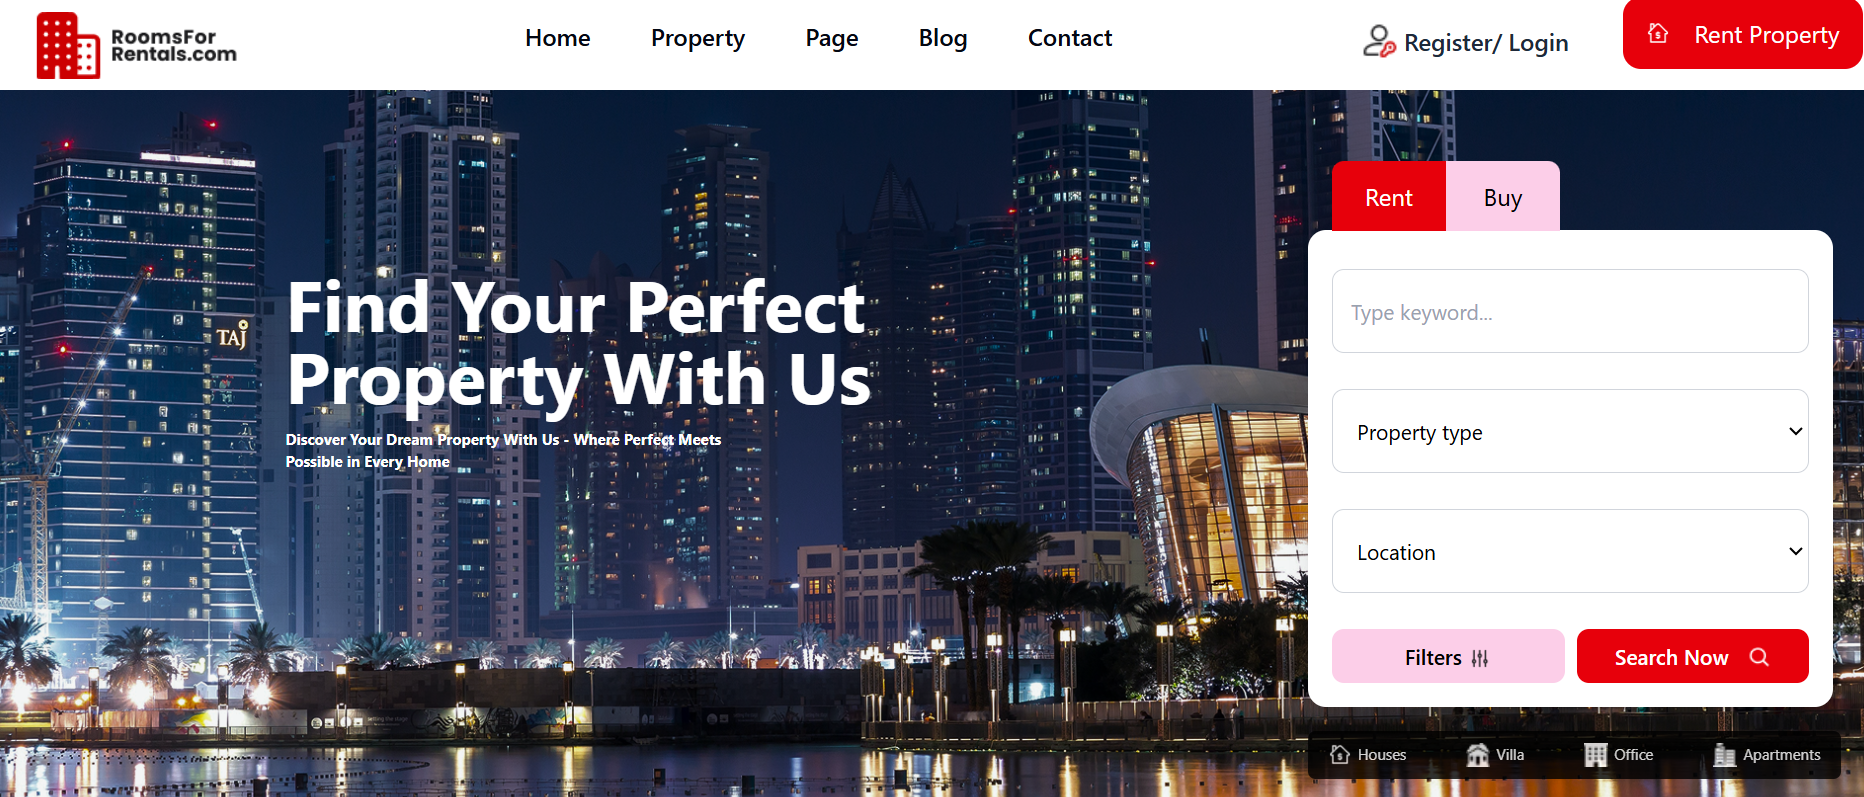 RoomsFor
Rentals.com
Home
Property
Page
Blog
Contact
Register/ Login
Rent Property
Rent
Buy
TAJ
Find Your Perfect
Property With Us
Discover Your Dream Property With Us - Where Perfect Meets
Possible in Every Home
Type keyword...
Property type
Location
Filters
Search Now
Houses
Villa
Office
Apartments